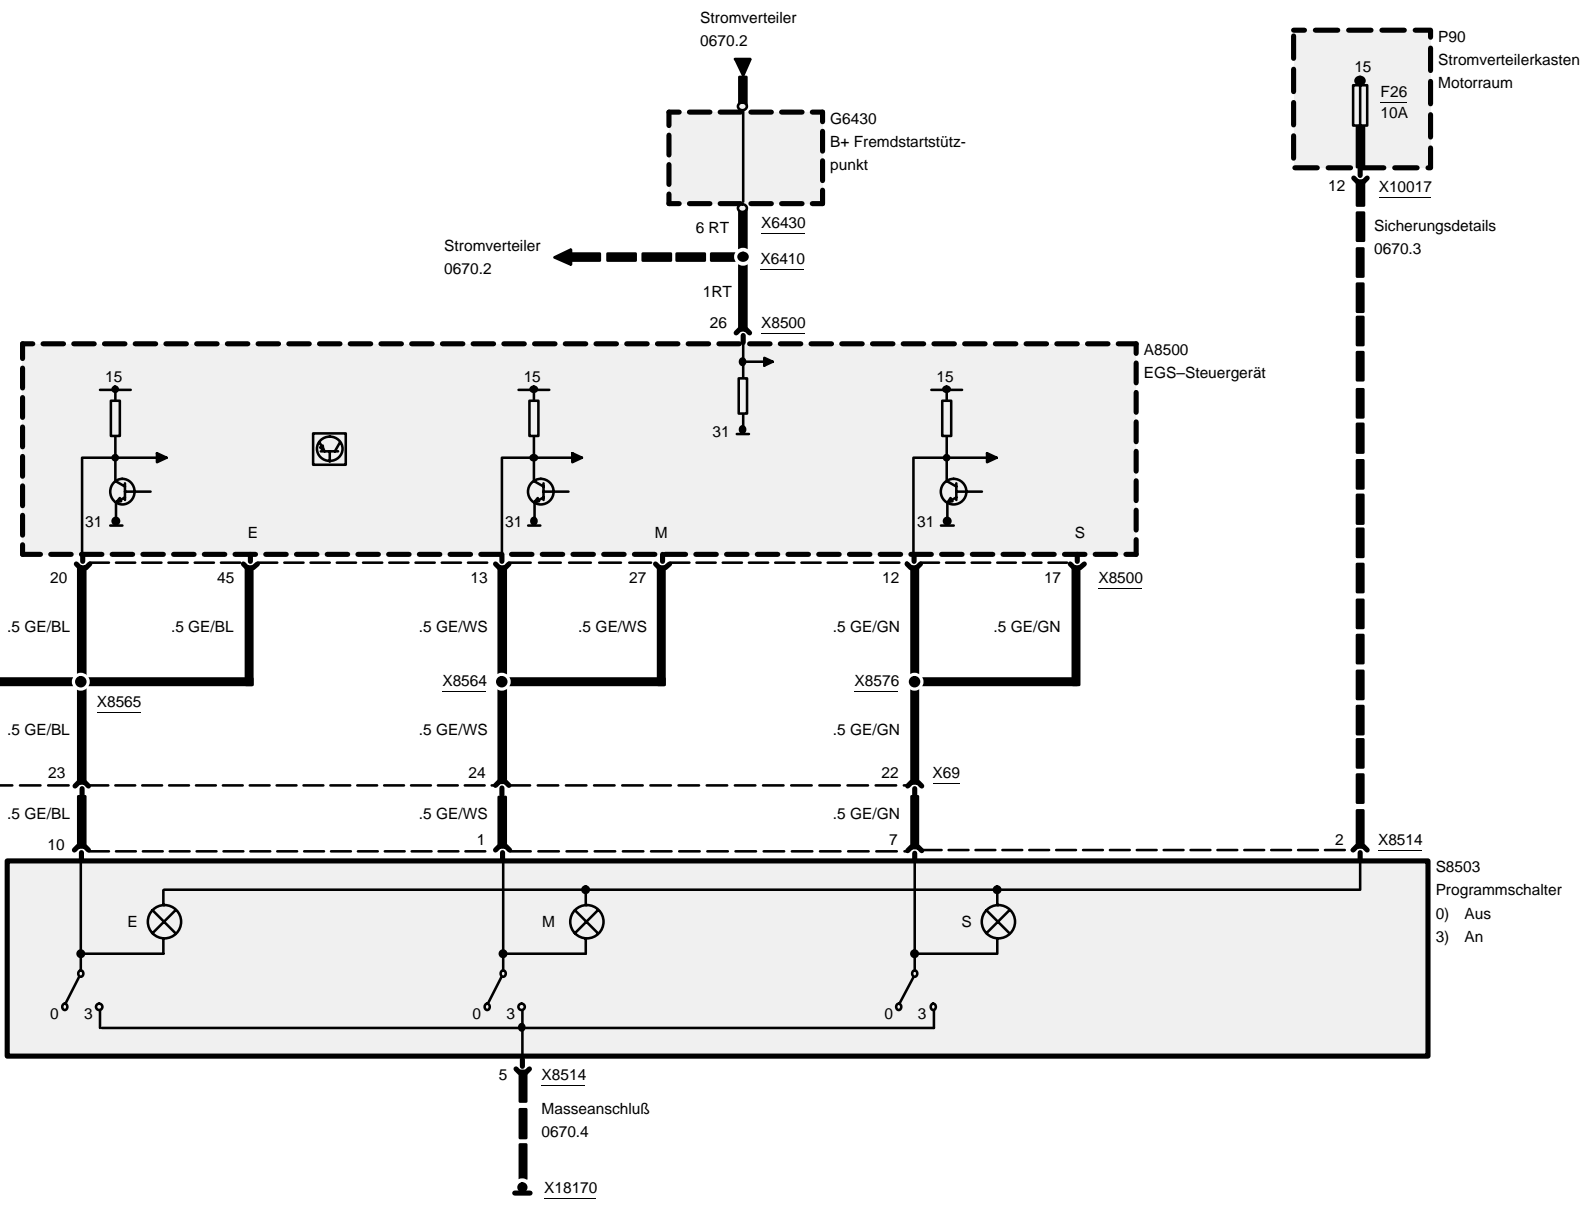 Stromverteiler
0670.2
P90
Stromverteilerkasten
Motorraum
15
F26
10A
G6430
B+ Fremdstartstütz-
punkt
12 X10017
6 RT X6430
Sicherungsdetails
0670.3
Stromverteiler
0670.2
X6410
1RT
26 X8500
A8500
EGS–Steuergerät
15 15 15
31
31 31 31
E M S
20 45 13 27 12 17 X8500
.5 GE/BL .5 GE/BL .5 GE/WS .5 GE/WS .5 GE/GN .5 GE/GN
X8565 X8564 X8576
.5 GE/BL .5 GE/WS .5 GE/GN
23 24 22 X69
.5 GE/BL .5 GE/WS .5 GE/GN
10 1 7 2 X8514
S8503
Programmschalter
0) Aus
3) An
E M S
0 3 0 3 0 3
5 X8514
Masseanschluß
0670.4
X18170